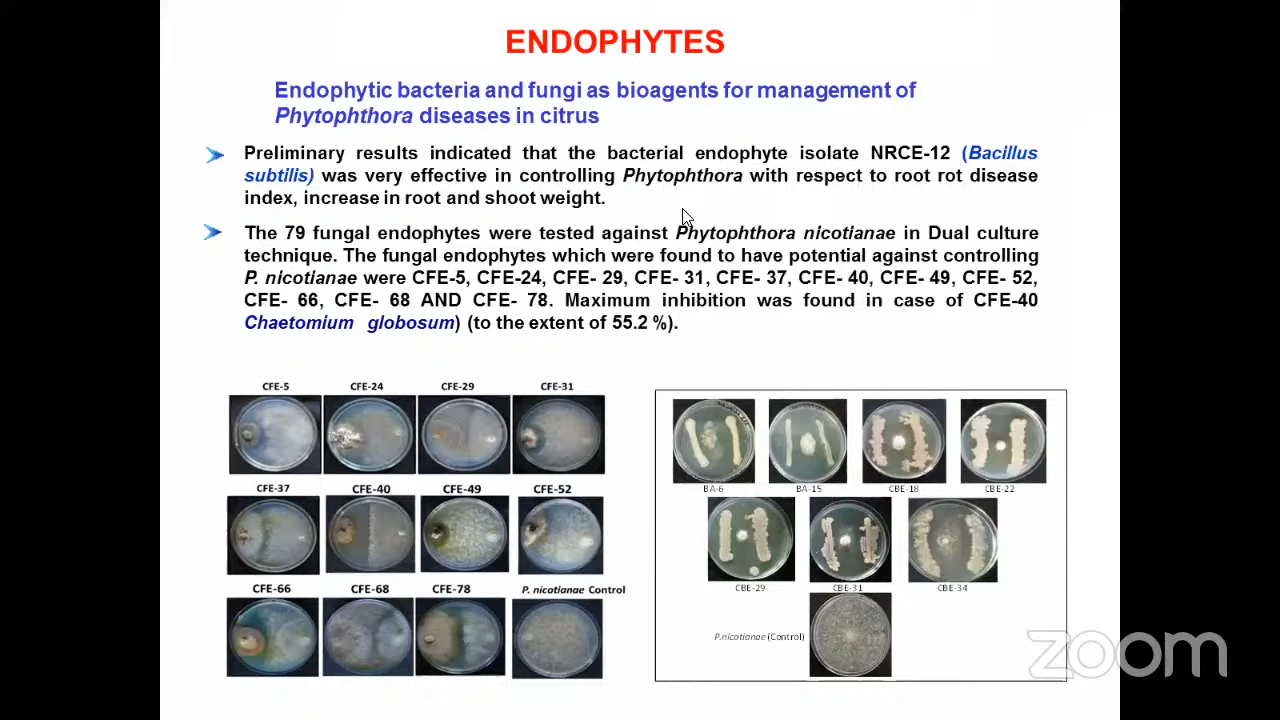 ENDOPHYTES
Endophytic bacteria and fungi as bioagents for management of
Phytophthora diseases in citrus
Preliminary results indicated that the bacterial endophyte isolate NRCE-12 (Bacillus
subtilis) was very effective in controlling Phytophthora with respect to root rot disease
index, increase in root and shoot weight.
The 79 fungal endophytes were tested against Phytophthora nicotianae in Dual culture
technique. The fungal endophytes which were found to have potential against controlling
P. nicotianae were CFE-5, CFE-24, CFE- 29, CFE- 31, CFE- 37, CFE- 40, CFE- 49, CFE- 52,
CFE- 66, CFE- 68 AND CFE- 78. Maximum inhibition was found in case of CFE-40
Chaetomium globosum) (to the extent of 55.2 %).
CFE-5 CFE-24 CFE-29 CFE-31
CFE-37 CFE-40 CFE-49 CFE-52
CFE-66 CFE-68 CFE-78 P. nicotianae Control
BA-6 BA-15 CBE-18 CBE-22
CBE-29 CBE-31 CBE-34
P.nicotianae (Control)
zoom